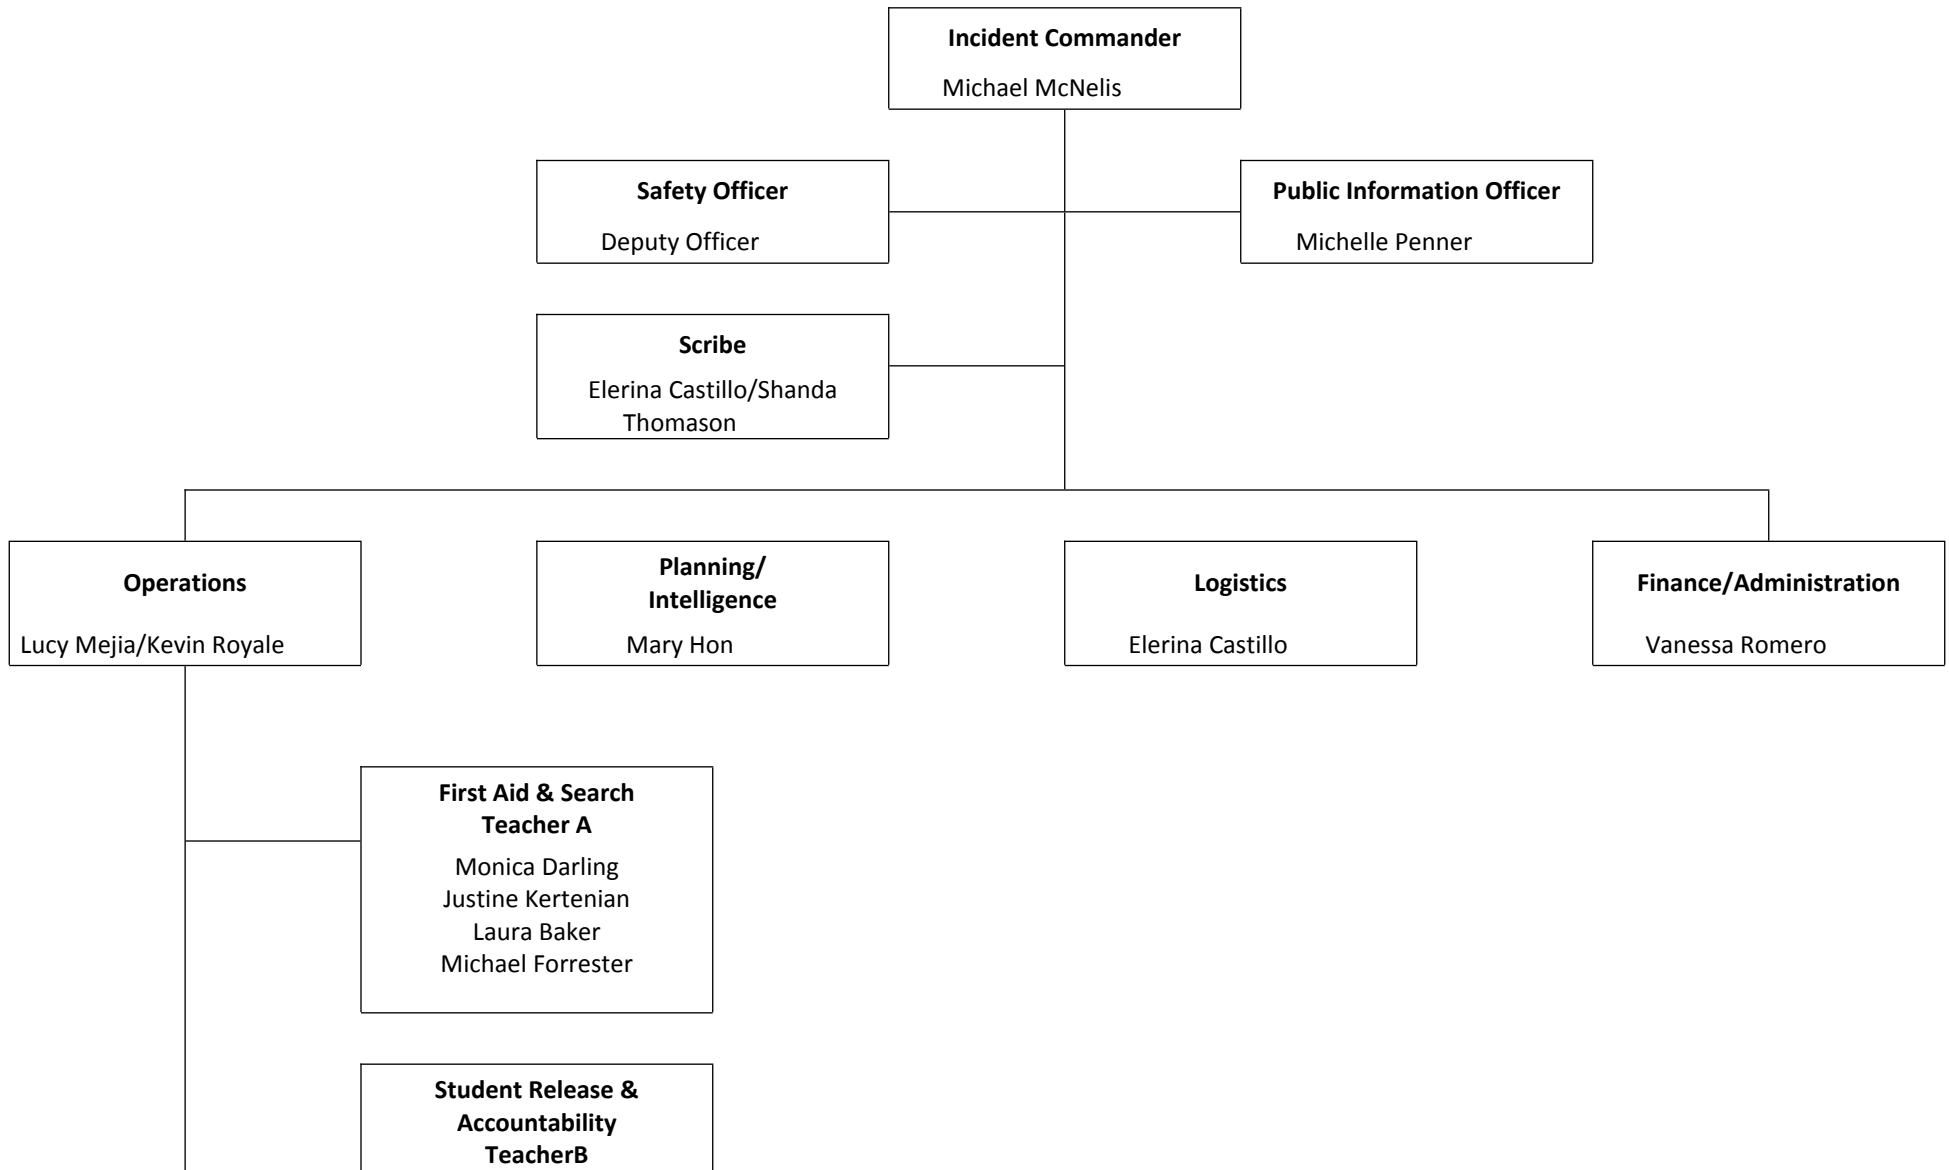 Incident Commander
Michael McNelis
Safety Officer
Deputy Officer
Public Information Officer
Michelle Penner
Scribe
Elerina Castillo/Shanda
Thomason
Operations
Lucy Mejia/Kevin Royale
Planning/
Intelligence
Mary Hon
Logistics
Elerina Castillo
Finance/Administration
Vanessa Romero
First Aid & Search
Teacher A
Monica Darling
Justine Kertenian
Laura Baker
Michael Forrester
Student Release &
Accountability
TeacherB